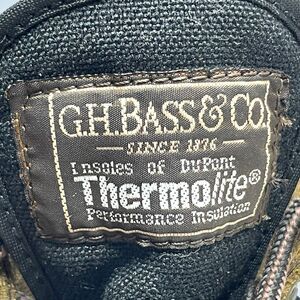 G.H.BASS&CO.
— SINCE 1876 —
Insoles of DuPont
Thermolite®
Performance Insulation